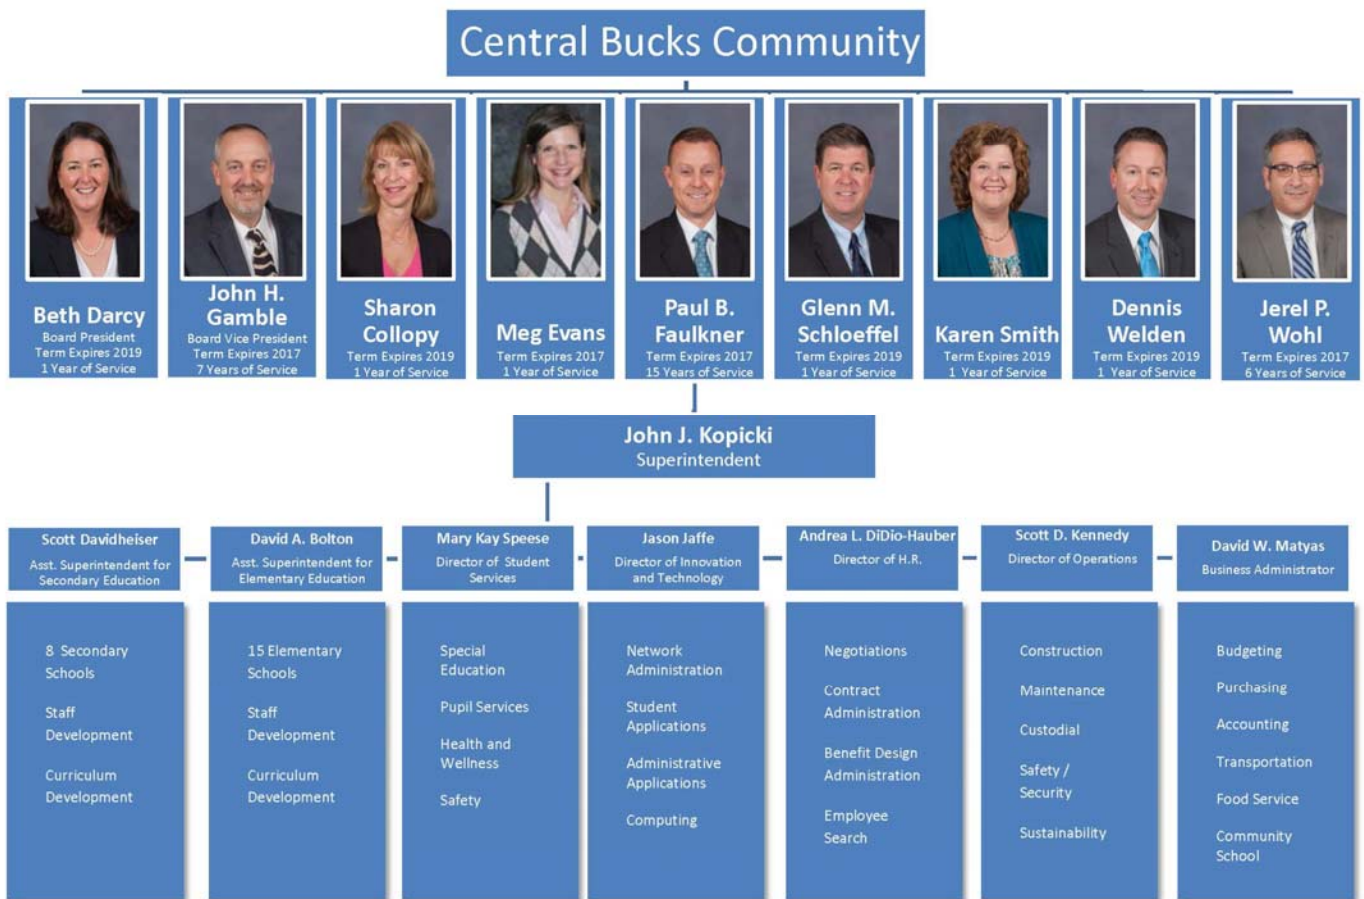 Central Bucks Community
Beth Darcy
Board President
Term Expires 2019
1 Year of Service
John H.
Gamble
Board Vice President
Term Expires 2017
7 Years of Service
Sharon
Collopy
Term Expires 2019
1 Year of Service
Meg Evans
Term Expires 2017
1 Year of Service
Paul B.
Faulkner
Term Expires 2017
15 Years of Service
Glenn M.
Schloeffel
Term Expires 2019
1 Year of Service
Karen Smith
Term Expires 2019
1 Year of Service
Dennis
Welden
Term Expires 2019
1 Year of Service
Jerel P.
Wohl
Term Expires 2017
6 Years of Service
John J. Kopicki
Superintendent
Scott Davidheiser
Asst. Superintendent for
Secondary Education
David A. Bolton
Asst. Superintendent for
Elementary Education
Mary Kay Speese
Director of Student
Services
Jason Jaffe
Director of Innovation
and Technology
Andrea L. DiDio-Hauber
Director of H.R.
Scott D. Kennedy
Director of Operations
David W. Matyas
Business Administrator
8 Secondary
Schools
Staff
Development
Curriculum
Development
15 Elementary
Schools
Staff
Development
Curriculum
Development
Special
Education
Pupil Services
Health and
Wellness
Safety
Network
Administration
Student
Applications
Administrative
Applications
Computing
Negotiations
Contract
Administration
Benefit Design
Administration
Employee
Search
Construction
Maintenance
Custodial
Safety /
Security
Sustainability
Budgeting
Purchasing
Accounting
Transportation
Food Service
Community
School